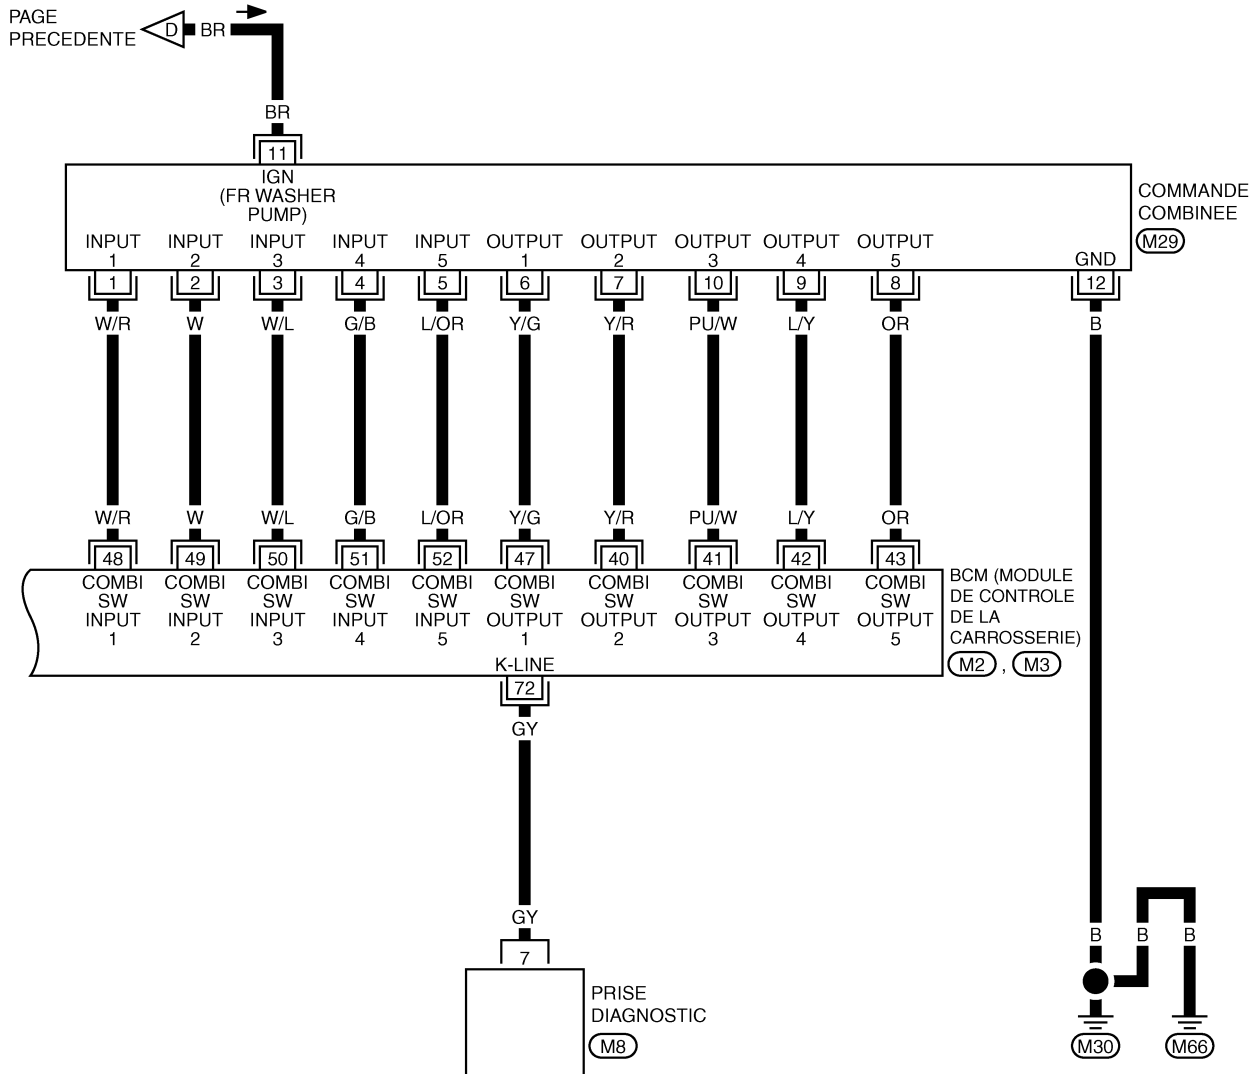 PAGE
PRECEDENTE
D BR
BR
11
IGN
(FR WASHER
PUMP)
COMMANDE
COMBINEE
M29
INPUT INPUT INPUT INPUT INPUT OUTPUT OUTPUT OUTPUT OUTPUT OUTPUT
1 2 3 4 5 1 2 3 4 5 GND
1 2 3 4 5 6 7 10 9 8 12
W/R W W/L G/B L/OR Y/G Y/R PU/W L/Y OR B
W/R W W/L G/B L/OR Y/G Y/R PU/W L/Y OR
48 49 50 51 52 47 40 41 42 43
COMBI COMBI COMBI COMBI COMBI COMBI COMBI COMBI COMBI COMBI
SW SW SW SW SW SW SW SW SW SW
INPUT INPUT INPUT INPUT INPUT OUTPUT OUTPUT OUTPUT OUTPUT OUTPUT
1 2 3 4 5 1 2 3 4 5
BCM (MODULE
DE CONTROLE
DE LA
CARROSSERIE)
M2 , M3
K-LINE
72
GY
GY
7
PRISE
DIAGNOSTIC
M8
B B B
M30 M66